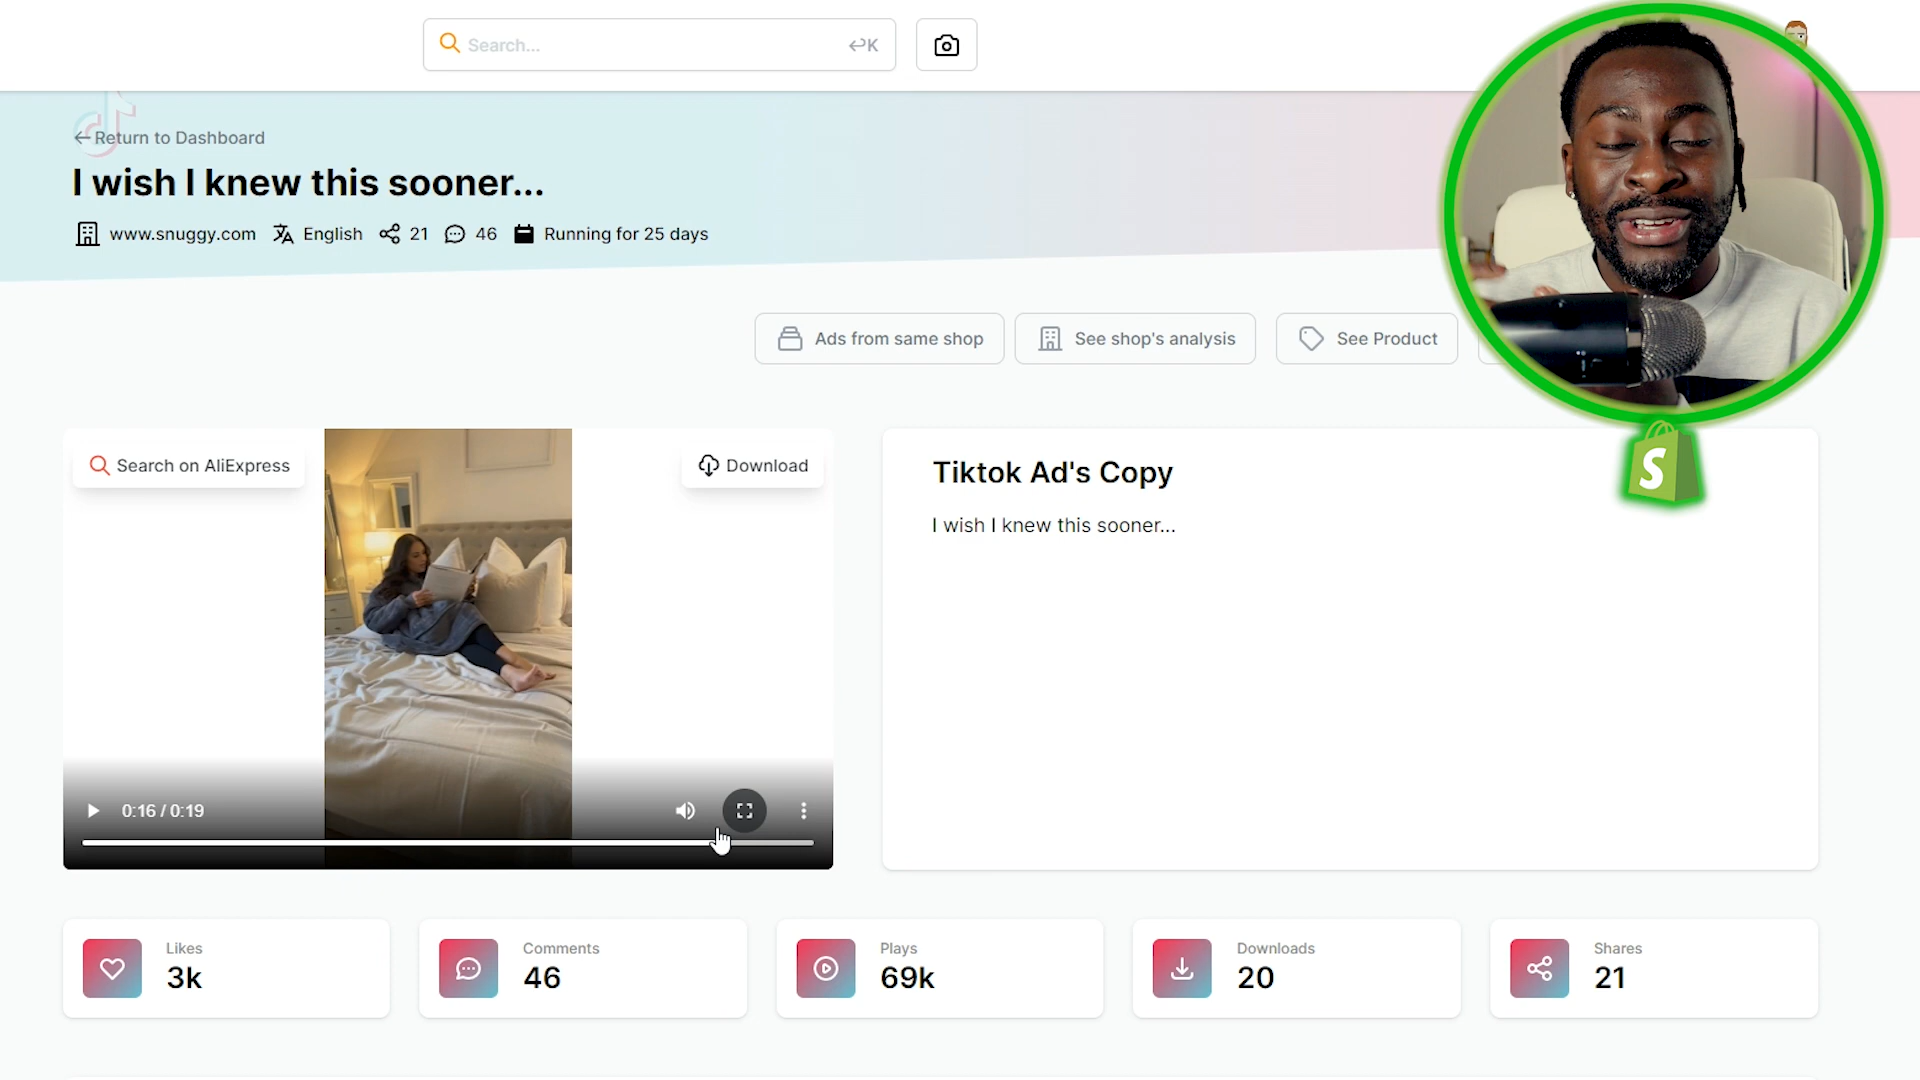 Search...
K
Return to Dashboard
I wish I knew this sooner...
www.snuggy.com English 21 46 Running for 25 days
Ads from same shop
See shop's analysis
See Product
Search on AliExpress
Download
0:16 / 0:19
Tiktok Ad's Copy
I wish I knew this sooner...
S
Likes
3k
Comments
46
Plays
69k
Downloads
20
Shares
21